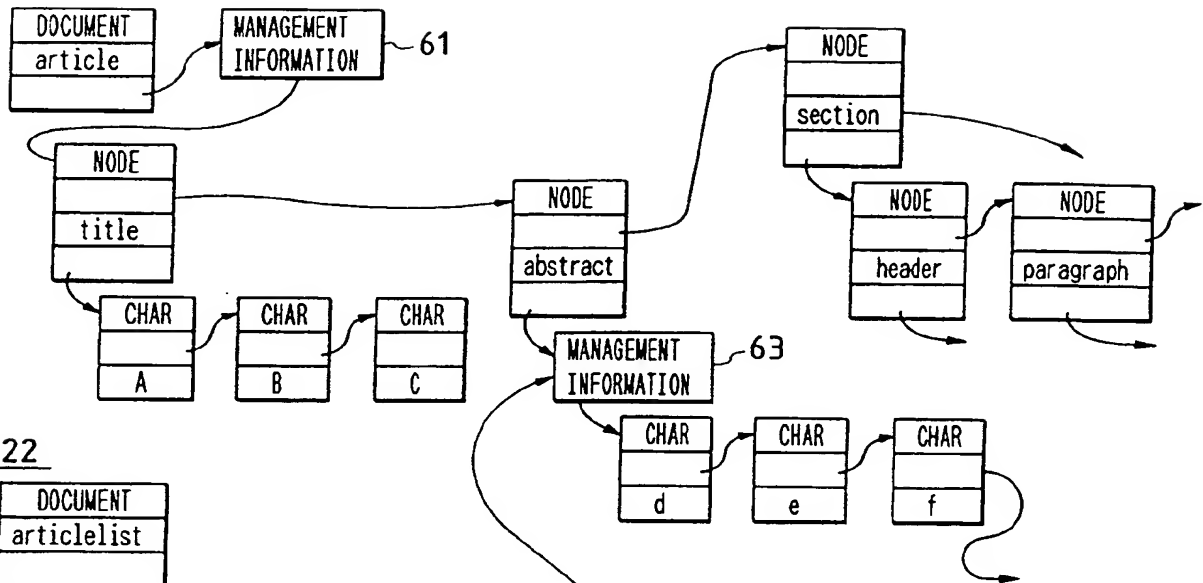 DOCUMENT
article
MANAGEMENT
INFORMATION
61
NODE
title
CHAR
A
CHAR
B
CHAR
C
NODE
abstract
MANAGEMENT
INFORMATION
63
CHAR
d
CHAR
e
CHAR
f
NODE
section
NODE
header
NODE
paragraph
22
DOCUMENT
articlelist